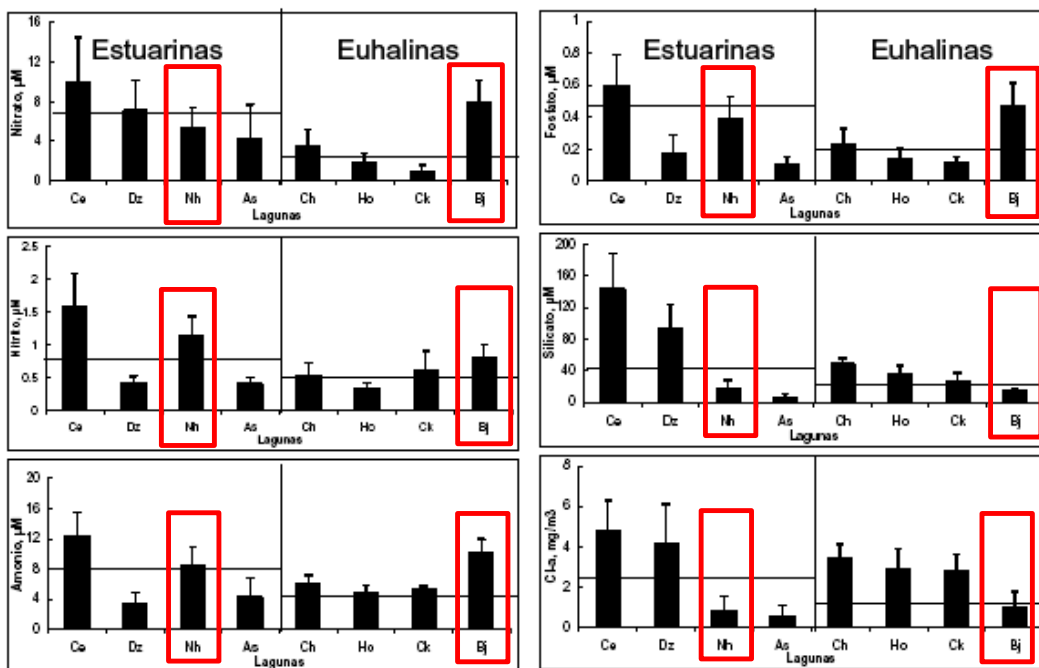 Estuarinas Euhalinas
Nitrato, µM
16
12
8
4
0
Ce Dz Nh As Ch Ho Ck Bj
Lagunas
Fosfato, µM
1
0.8
0.6
0.4
0.2
0
Estuarinas Euhalinas
Ce Dz Nh As Ch Ho Ck Bj
Lagunas
Nitrito, µM
2.5
2
1.5
1
0.5
0
Ce Dz Nh As Ch Ho Ck Bj
Lagunas
Silicato, µM
200
160
120
80
40
0
Ce Dz Nh As Ch Ho Ck Bj
Lagunas
Amonio, µM
20
16
12
8
4
0
Ce Dz Nh As Ch Ho Ck Bj
Lagunas
Cl-a, mg/m3
8
6
4
2
0
Ce Dz Nh As Ch Ho Ck Bj
Lagunas